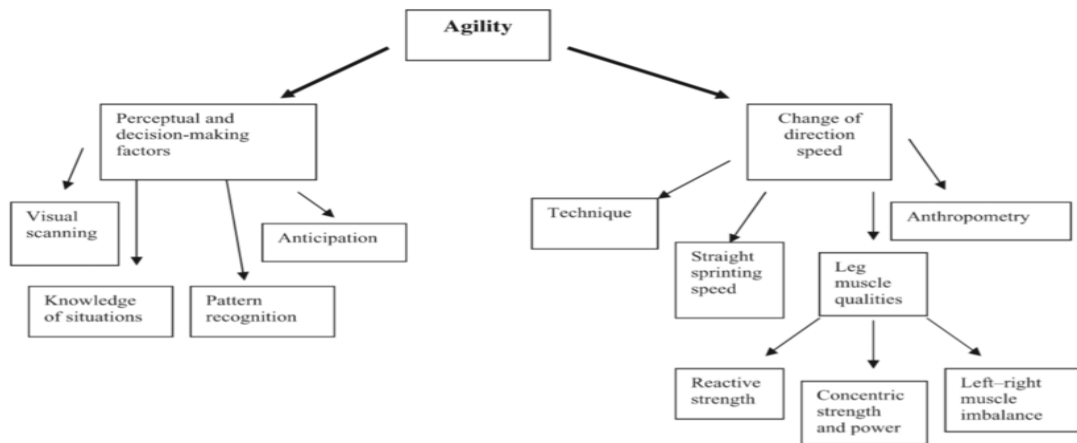 Agility
Perceptual and
decision-making
factors
Change of
direction
speed
Visual
scanning
Anticipation
Technique
Anthropometry
Knowledge
of situations
Pattern
recognition
Straight
sprinting
speed
Leg
muscle
qualities
Reactive
strength
Concentric
strength
and power
Left–right
muscle
imbalance